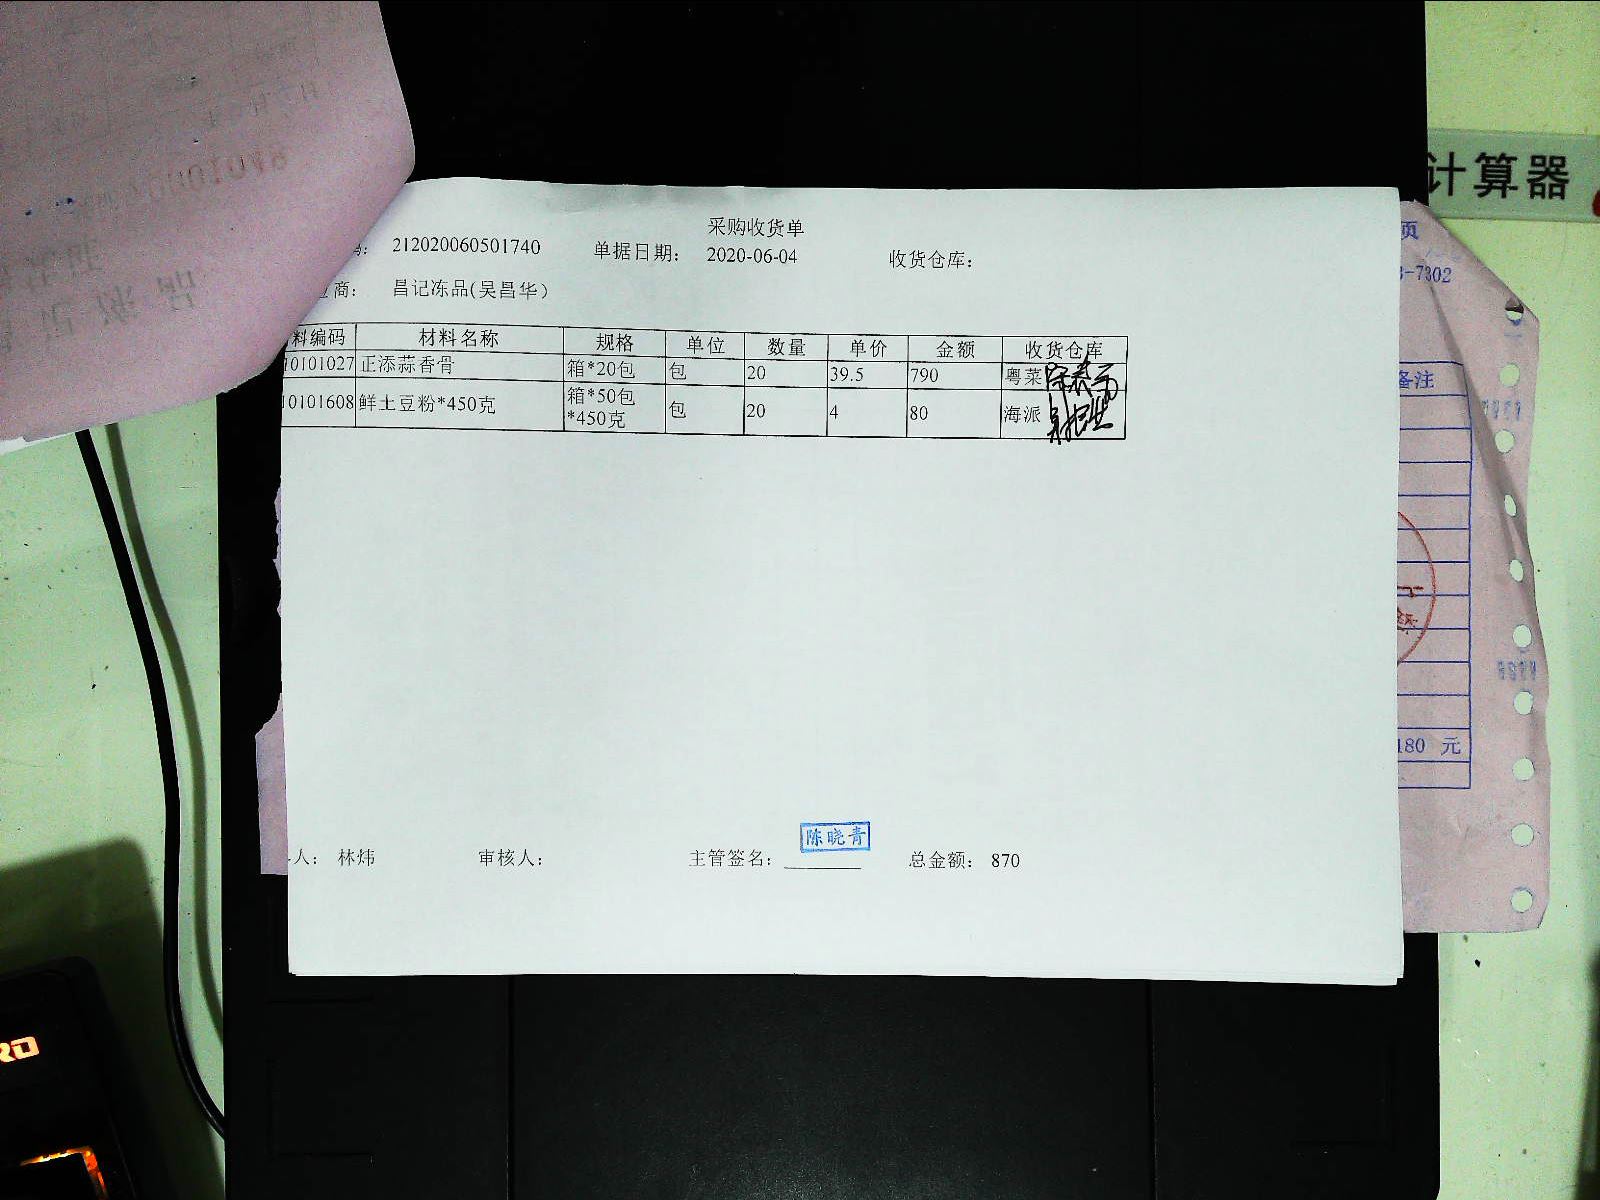 采购收货单
212020060501740 单据日期： 2020-06-04 收货仓库：
商： 昌记冻品(吴昌华)
料编码 材料名称 规格 单位 数量 单价 金额 收货仓库
10101027 正添蒜香骨 箱*20包 包 20 39.5 790 粤菜
10101608 鲜土豆粉*450克 箱*50包*450克 包 20 4 80 海派
陈晓青
人： 林炜 审核人： 主管签名： 总金额： 870
计算器
页
3-7302
备注
180 元